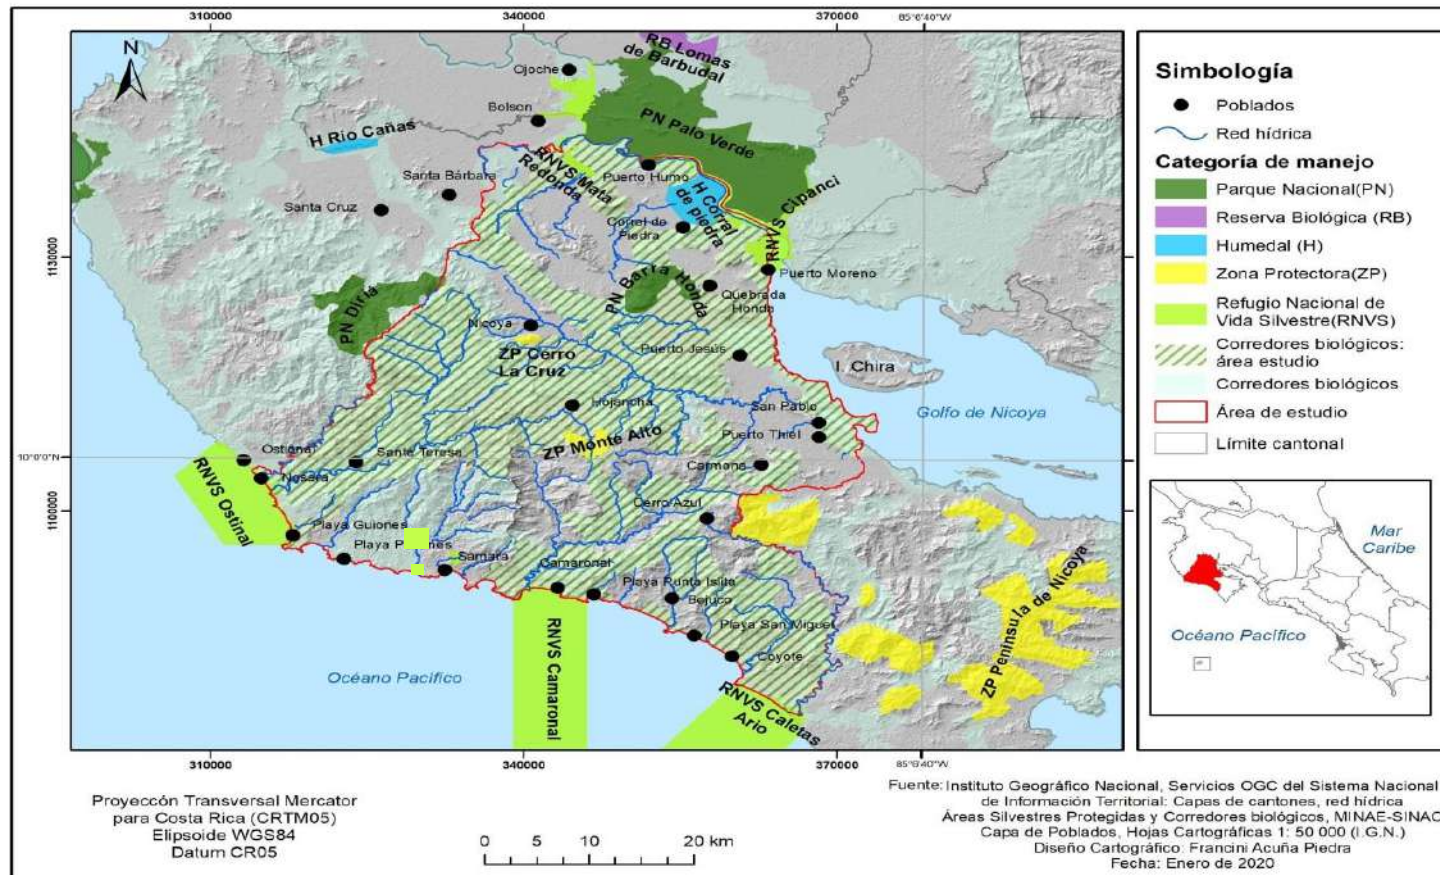 310000
340000
370000
85°6'40"W
N
RB Lomas
de Barbudal
Ojoche
Bolson
PN Palo Verde
H Río Cañas
RNVS Mata
Redonda
Puerto Humo
Santa Bárbara
Santa Cruz
H Corral
de piedra
RNVS Cipanci
Corral de
Piedra
1130000
Puerto Moreno
PN Barra Honda
Quebrada
Honda
PN Diriá
Nicoya
ZP Cerro
La Cruz
Puerto Jesús
I. Chira
Hojancha
San Pablo
Golfo de Nicoya
Puerto Thiel
ZP Monte Alto
Ostional
Santa Teresa
10°0'0"N
Carmona
Nosara
RNVS Ostinal
Cerro Azul
1100000
1100000
Playa Guiones
Samara
Camaronal
Playa Punta Islita
Bejuco
Playa San Miguel
Coyote
ZP Península de Nicoya
Océano Pacífico
RNVS Camaronal
RNVS Caletas
Ario
310000
340000
370000
85°6'40"W
Simbología
Poblados
Red hídrica
Categoría de manejo
Parque Nacional(PN)
Reserva Biológica (RB)
Humedal (H)
Zona Protectora(ZP)
Refugio Nacional de
Vida Silvestre(RNVS)
Corredores biológicos:
área estudio
Corredores biológicos
Área de estudio
Límite cantonal
Mar
Caribe
Océano Pacífico
Proyeccón Transversal Mercator
para Costa Rica (CRTM05)
Elipsoide WGS84
Datum CR05
0 5 10 20 km
Fuente: Instituto Geográfico Nacional, Servicios OGC del Sistema Nacional
de Información Territorial: Capas de cantones, red hídrica
Áreas Silvestres Protegidas y Corredores biológicos, MINAE-SINAC
Capa de Poblados, Hojas Cartográficas 1: 50 000 (I.G.N.)
Diseño Cartográfico: Francini Acuña Piedra
Fecha: Enero de 2020